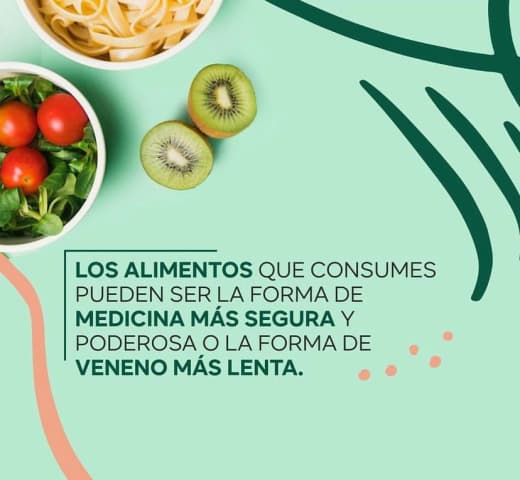 LOS ALIMENTOS QUE CONSUMES
PUEDEN SER LA FORMA DE
MEDICINA MÁS SEGURA Y
PODEROSA O LA FORMA DE
VENENO MÁS LENTA.